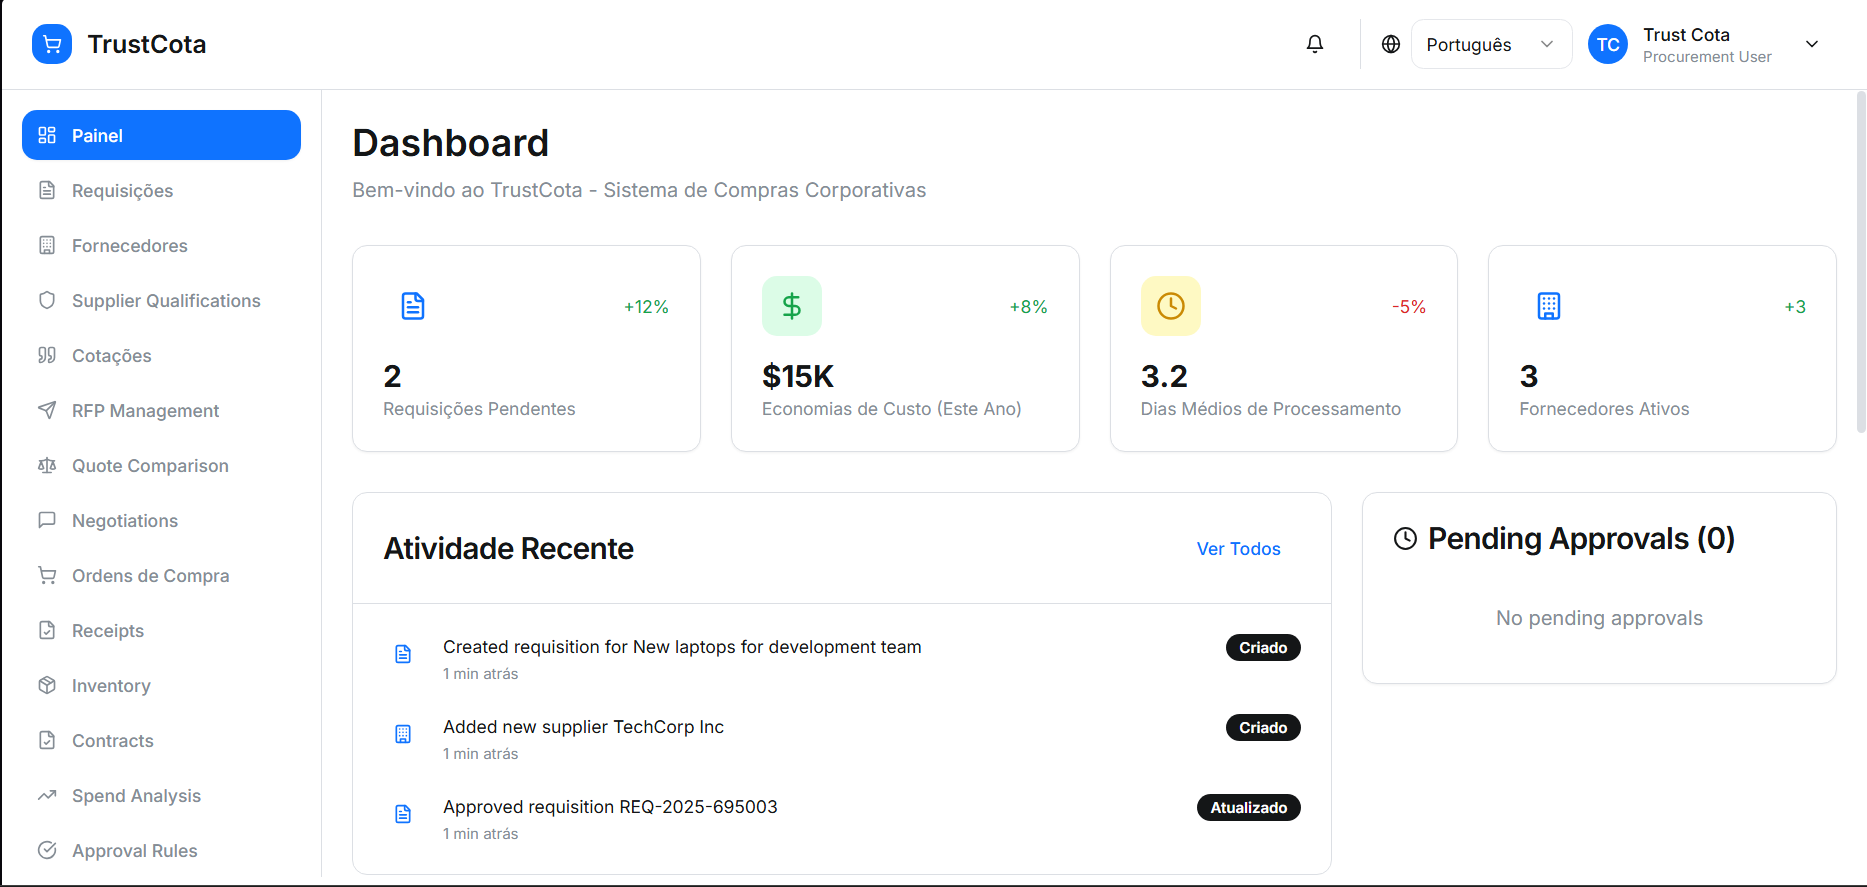 TrustCota
Português
TC
Trust Cota
Procurement User
Painel
Requisições
Fornecedores
Supplier Qualifications
Cotações
RFP Management
Quote Comparison
Negotiations
Ordens de Compra
Receipts
Inventory
Contracts
Spend Analysis
Approval Rules
Dashboard
Bem-vindo ao TrustCota - Sistema de Compras Corporativas
+12%
2
Requisições Pendentes
+8%
$15K
Economias de Custo (Este Ano)
-5%
3.2
Dias Médios de Processamento
+3
3
Fornecedores Ativos
Atividade Recente
Ver Todos
Created requisition for New laptops for development team
Criado
1 min atrás
Added new supplier TechCorp Inc
Criado
1 min atrás
Approved requisition REQ-2025-695003
Atualizado
1 min atrás
Pending Approvals (0)
No pending approvals